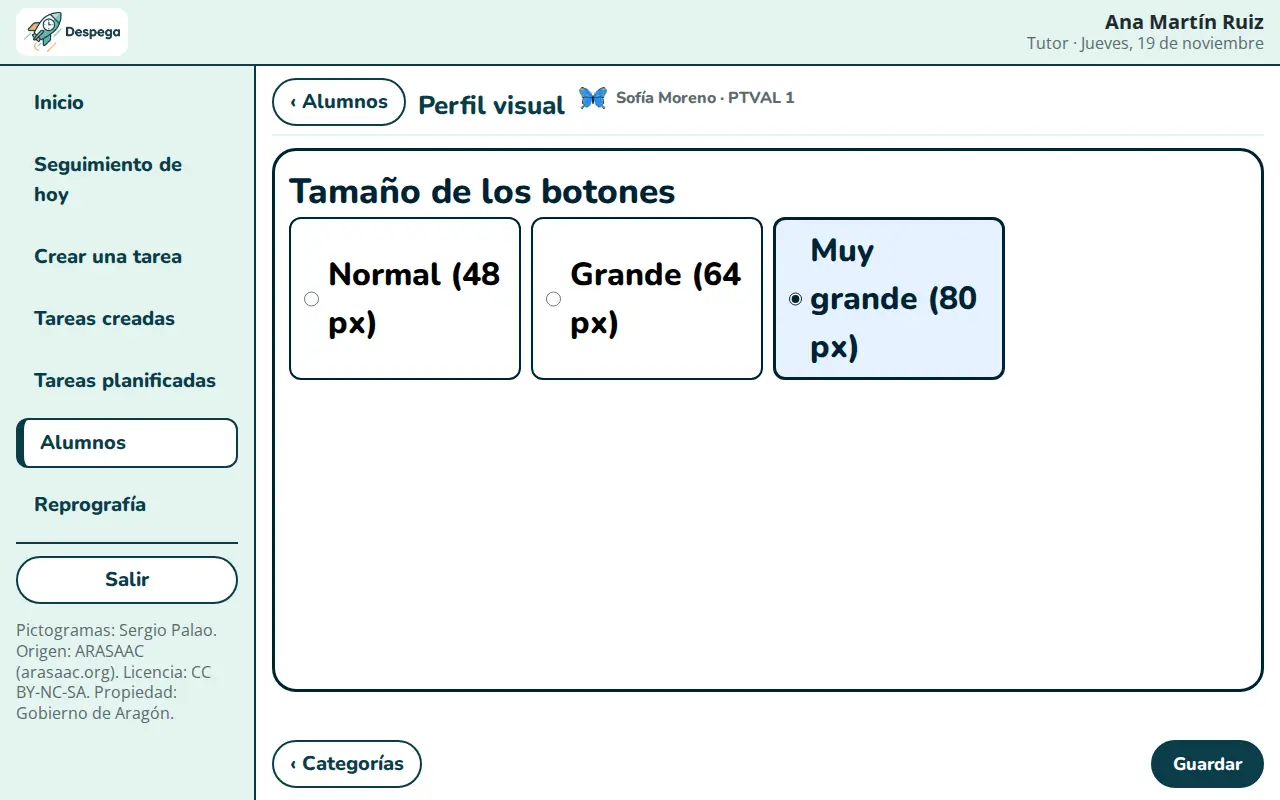 Despega
Ana Martín Ruiz
Tutor · Jueves, 19 de noviembre
Inicio
Seguimiento de
hoy
Crear una tarea
Tareas creadas
Tareas planificadas
Alumnos
Reprografía
Salir
Pictogramas: Sergio Palao.
Origen: ARASAAC
(arasaac.org). Licencia: CC
BY-NC-SA. Propiedad:
Gobierno de Aragón.
‹ Alumnos
Perfil visual
Sofía Moreno · PTVAL 1
Tamaño de los botones
Normal (48
px)
Grande (64
px)
Muy
grande (80
px)
‹ Categorías
Guardar